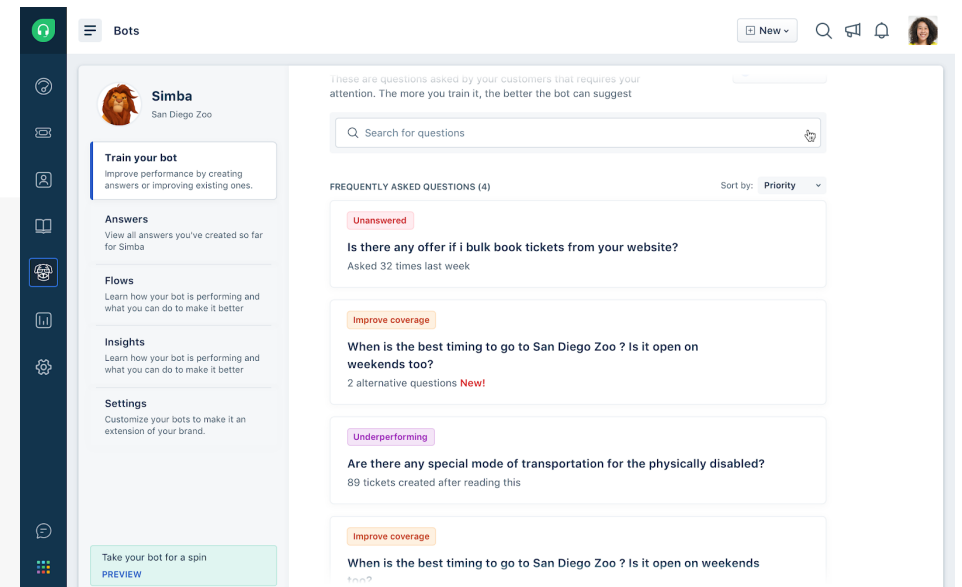 Bots
New
Simba
San Diego Zoo
Train your bot
Improve performance by creating
answers or improving existing ones.
Answers
View all answers you've created so far
for Simba
Flows
Learn how your bot is performing and
what you can do to make it better
Insights
Learn how your bot is performing and
what you can do to make it better
Settings
Customize your bots to make it an
extension of your brand.
Take your bot for a spin
PREVIEW
These are questions asked by your customers that requires your
attention. The more you train it, the better the bot can suggest
Search for questions
FREQUENTLY ASKED QUESTIONS (4)
Sort by: Priority
Unanswered
Is there any offer if i bulk book tickets from your website?
Asked 32 times last week
Improve coverage
When is the best timing to go to San Diego Zoo ? Is it open on
weekends too?
2 alternative questions New!
Underperforming
Are there any special mode of transportation for the physically disabled?
89 tickets created after reading this
Improve coverage
When is the best timing to go to San Diego Zoo ? Is it open on weekends
too?